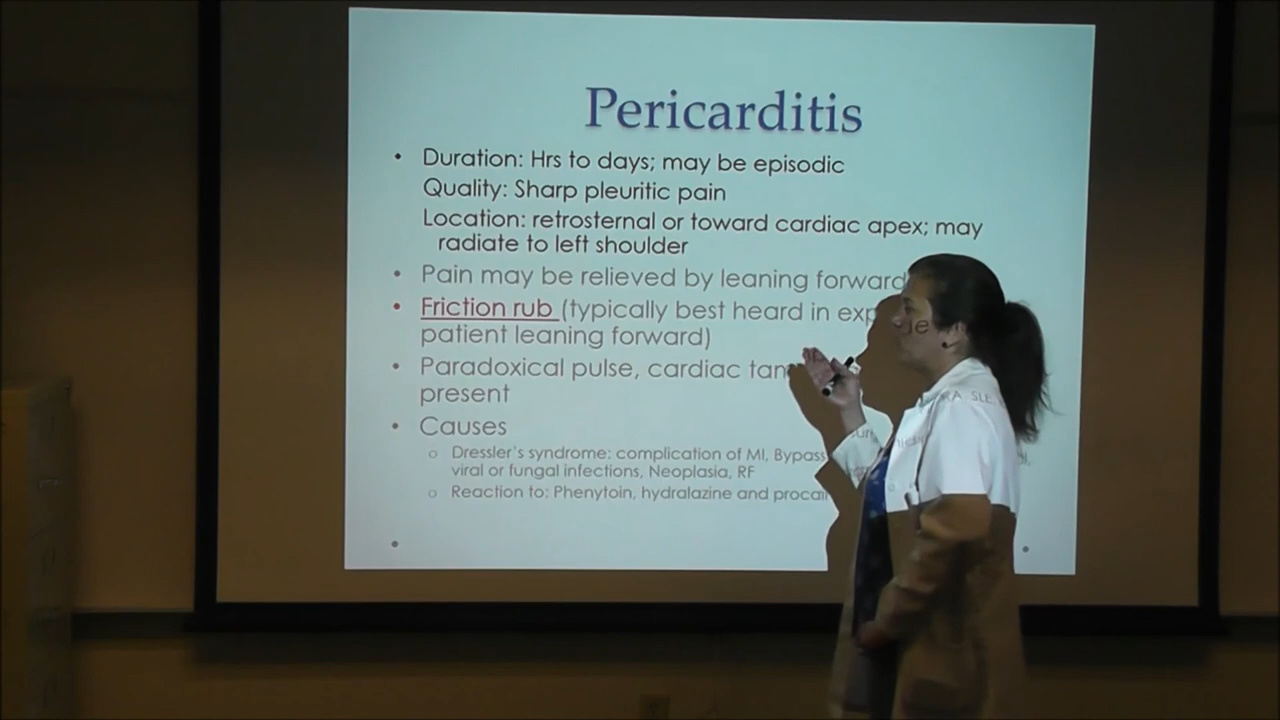 Pericarditis
• Duration: Hrs to days; may be episodic
Quality: Sharp pleuritic pain
Location: retrosternal or toward cardiac apex; may
radiate to left shoulder
• Pain may be relieved by leaning forward
• Friction rub (typically best heard in
patient leaning forward)
• Paradoxical pulse, cardiac
present
• Causes
o Dressler's syndrome: complication of MI, Bypass
RA SLE
viral or fungal infections, Neoplasia, RF
o Reaction to: Phenytoin, hydralazine and